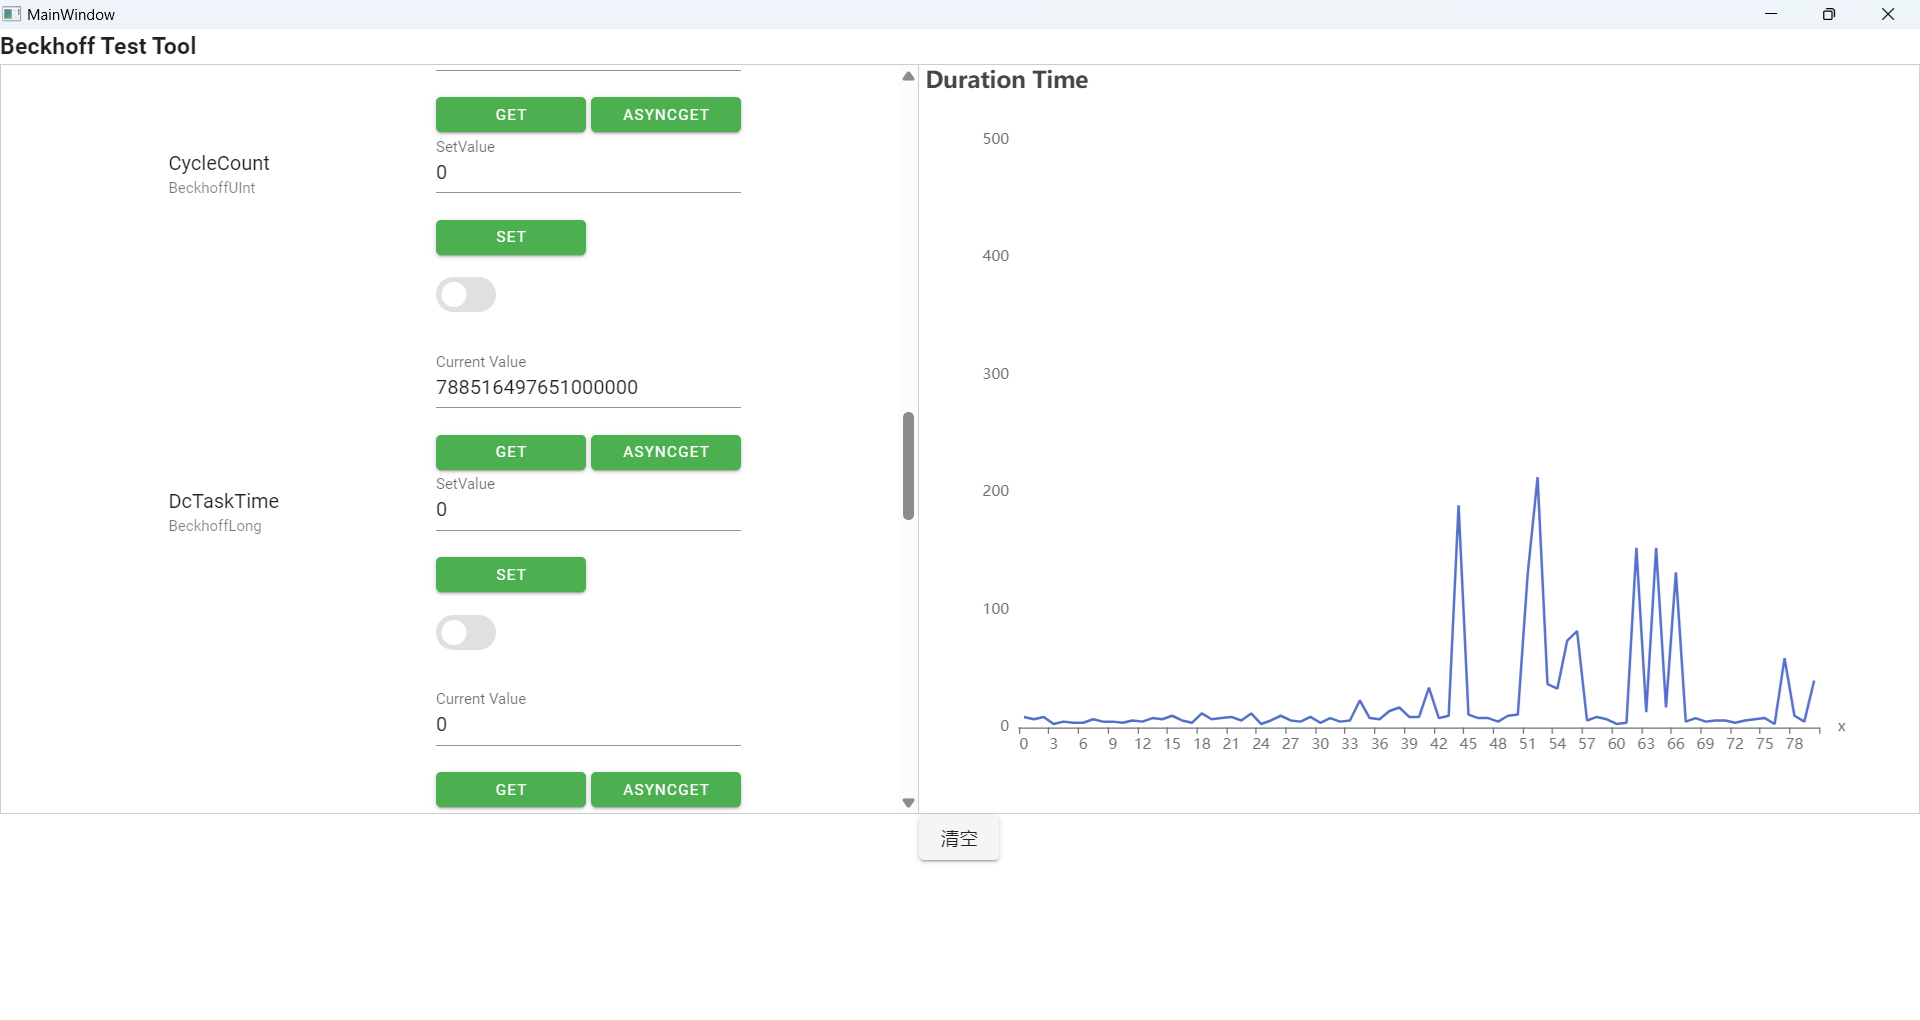 MainWindow
Beckhoff Test Tool
GET ASYNCGET
SetValue
CycleCount
BeckhoffUInt
0
SET
Current Value
788516497651000000
GET ASYNCGET
SetValue
DcTaskTime
BeckhoffLong
0
SET
Current Value
0
GET ASYNCGET
Duration Time
500
400
300
200
100
0
x
0 3 6 9 12 15 18 21 24 27 30 33 36 39 42 45 48 51 54 57 60 63 66 69 72 75 78
清空